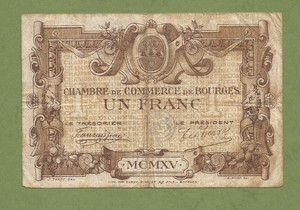 CHAMBRE DE COMMERCE DE BOURGES
UN FRANC
LE TRÉSORIER
LE PRÉSIDENT
MCMXV